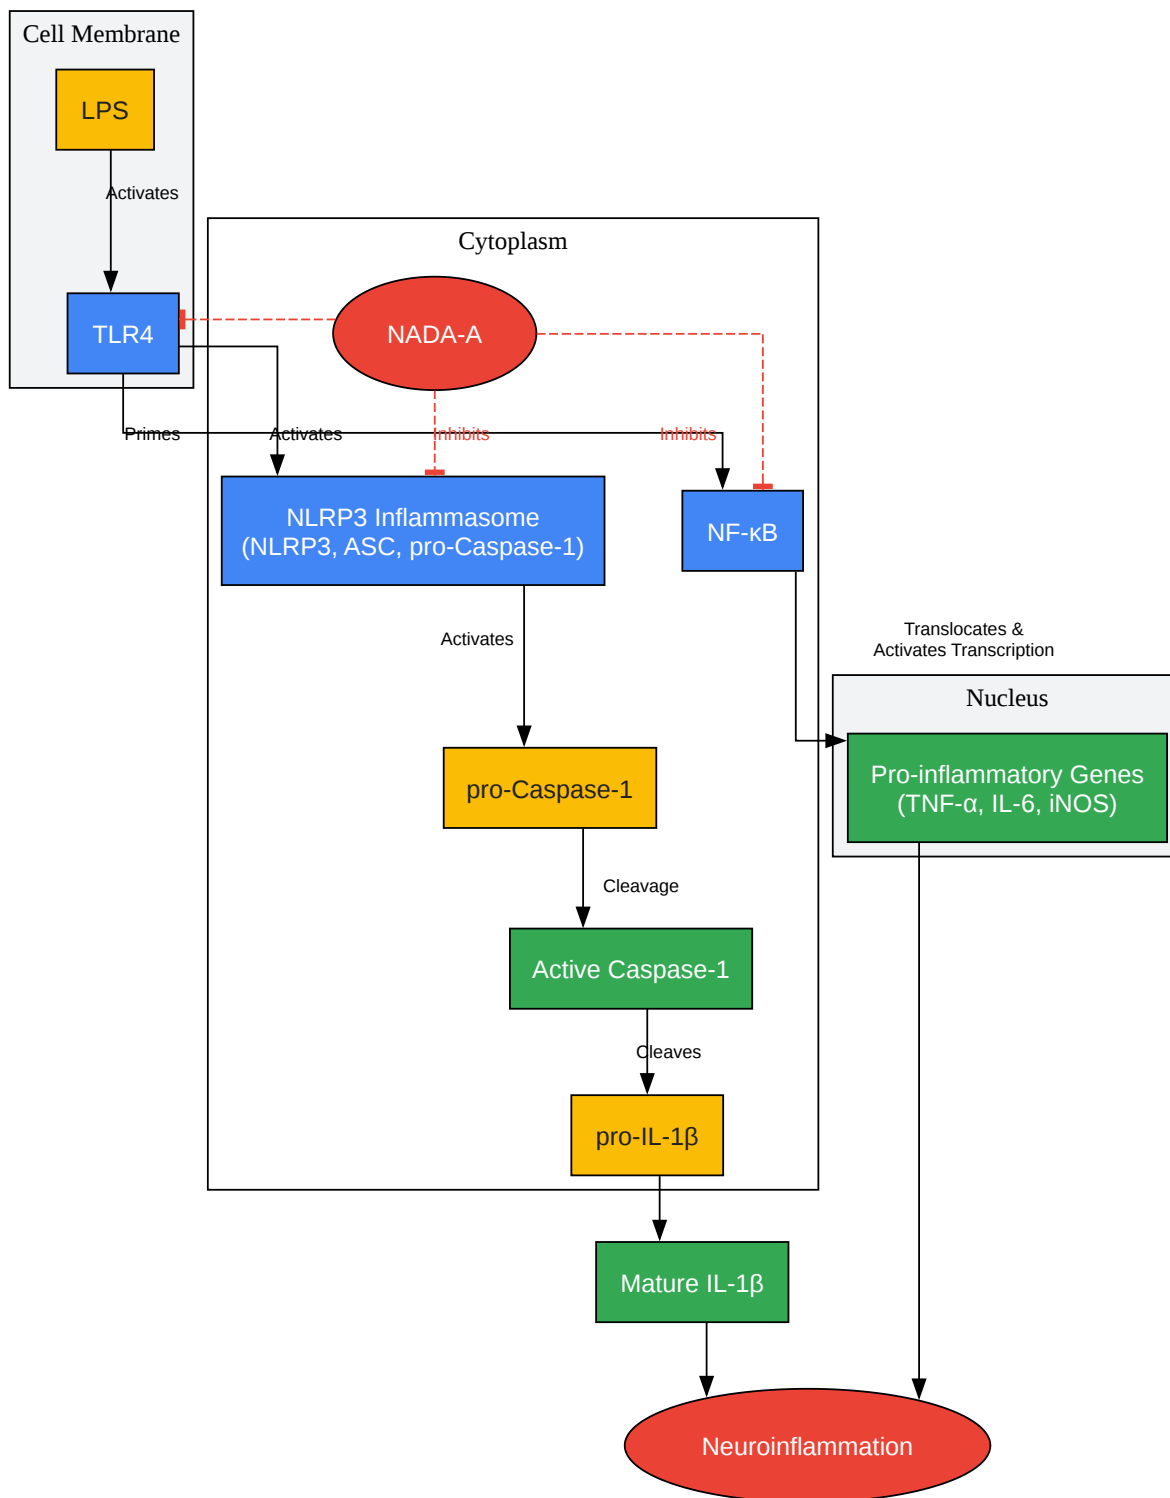 Cell Membrane
LPS
Activates
Cytoplasm
TLR4
NADA-A
Primes
Activates
Inhibits
Inhibits
NLRP3 Inflammasome
(NLRP3, ASC, pro-Caspase-1)
NF-κB
Activates
Translocates &
Activates Transcription
Nucleus
pro-Caspase-1
Pro-inflammatory Genes
(TNF-α, IL-6, iNOS)
Cleavage
Active Caspase-1
Cleaves
pro-IL-1β
Mature IL-1β
Neuroinflammation